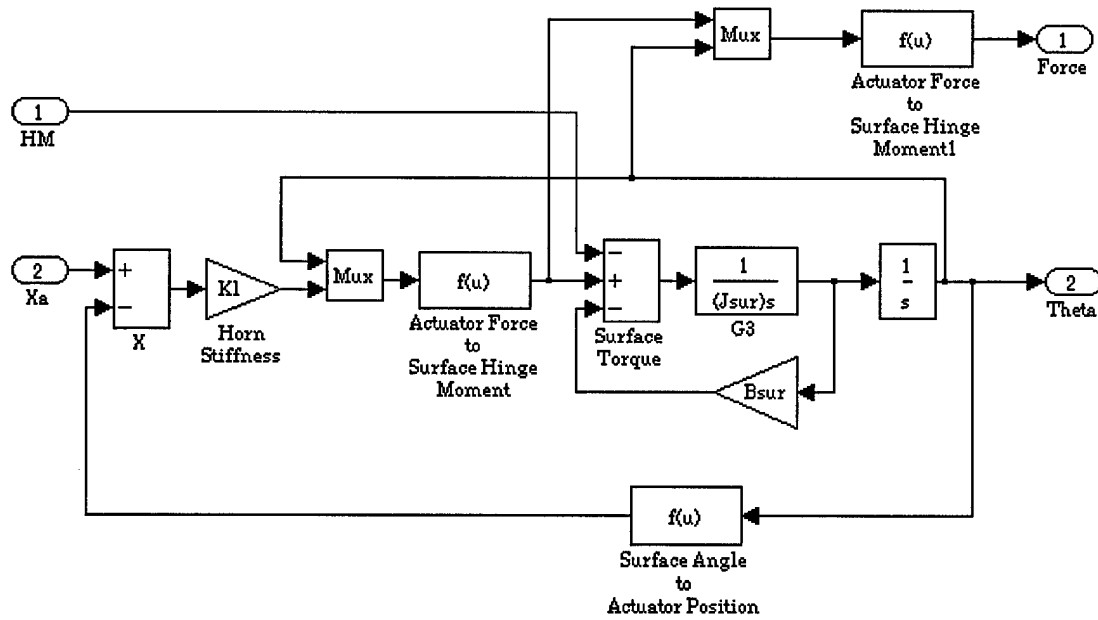 1
HM
2
Xa
+
−
X
K1
Horn
Stiffness
Mux
f(u)
Actuator Force
to
Surface Hinge
Moment
−
+
−
Surface
Torque
1
(Jsur)s
G3
Bsur
1
s
Mux
f(u)
Actuator Force
to
Surface Hinge
Moment1
1
Force
2
Theta
f(u)
Surface Angle
to
Actuator Position